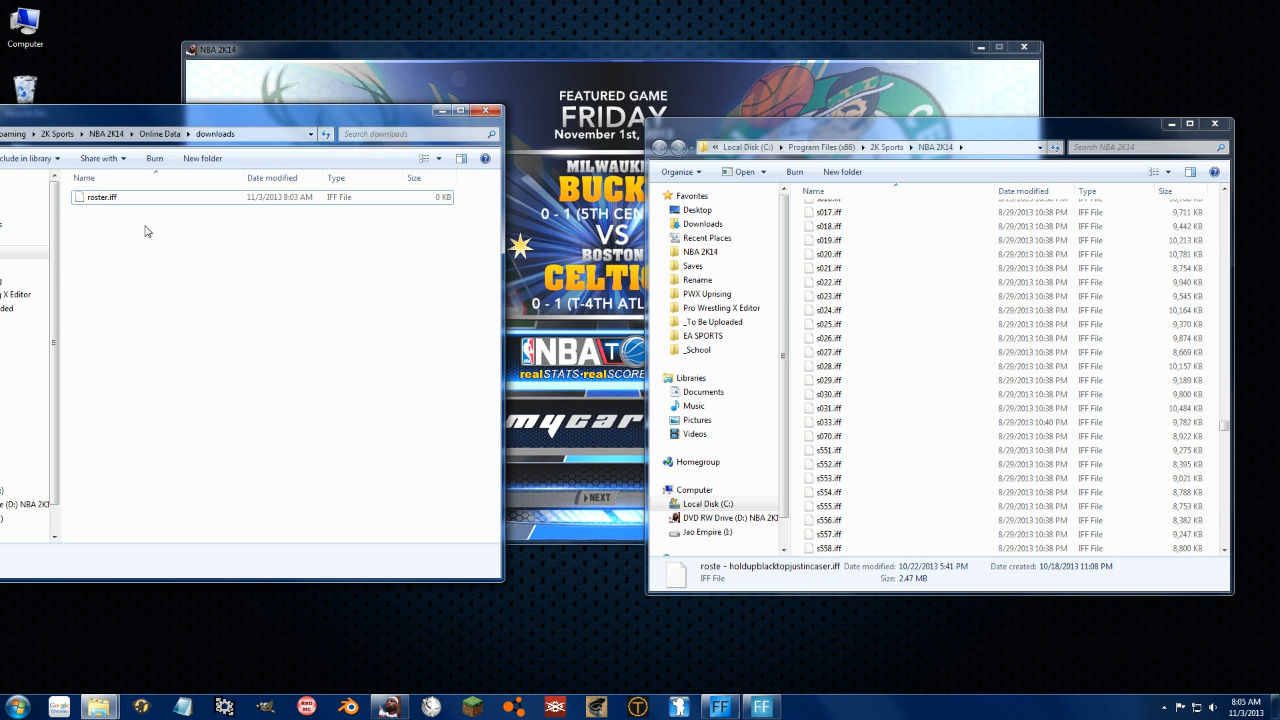 Computer
NBA 2K14
FEATURED GAME
FRIDAY
November 1st,
MILWAUKE
BUCK
0 - 1 (5TH CEN
VS
BOSTON
CELTI
0 - 1 (T-4TH ATL
NBA TO
realSTATS·realSCORE
mycar
NEXT
oaming
2K Sports
NBA 2K14
Online Data
downloads
Search downloads
clude in library
Share with
Burn
New folder
Name
Date modified
Type
Size
roster.iff
11/3/2013 8:03 AM
IFF File
0 KB
g X Editor
aded
e (D:) NBA 2K1
Local Disk (C:)
Program Files (x86)
2K Sports
NBA 2K14
Search NBA 2K14
Organize
Open
Burn
New folder
Favorites
Desktop
Downloads
Recent Places
NBA 2K14
Saves
Rename
PWX Uprising
Pro Wrestling X Editor
_To Be Uploaded
EA SPORTS
_School
Libraries
Documents
Music
Pictures
Videos
Homegroup
Computer
Local Disk (C:)
DVD RW Drive (D:) NBA 2K1
Jao Empire (I:)
Name Date modified Type Size
s017.iff 8/29/2013 10:38 PM IFF File 9,711 KB
s018.iff 8/29/2013 10:38 PM IFF File 9,442 KB
s019.iff 8/29/2013 10:38 PM IFF File 10,213 KB
s020.iff 8/29/2013 10:38 PM IFF File 10,781 KB
s021.iff 8/29/2013 10:38 PM IFF File 8,754 KB
s022.iff 8/29/2013 10:38 PM IFF File 9,940 KB
s023.iff 8/29/2013 10:38 PM IFF File 9,545 KB
s024.iff 8/29/2013 10:38 PM IFF File 10,164 KB
s025.iff 8/29/2013 10:38 PM IFF File 9,370 KB
s026.iff 8/29/2013 10:38 PM IFF File 9,874 KB
s027.iff 8/29/2013 10:38 PM IFF File 8,669 KB
s028.iff 8/29/2013 10:38 PM IFF File 10,157 KB
s029.iff 8/29/2013 10:38 PM IFF File 9,189 KB
s030.iff 8/29/2013 10:38 PM IFF File 9,800 KB
s031.iff 8/29/2013 10:38 PM IFF File 10,484 KB
s033.iff 8/29/2013 10:40 PM IFF File 9,782 KB
s070.iff 8/29/2013 10:38 PM IFF File 8,922 KB
s551.iff 8/29/2013 10:38 PM IFF File 9,275 KB
s552.iff 8/29/2013 10:38 PM IFF File 8,395 KB
s553.iff 8/29/2013 10:38 PM IFF File 9,021 KB
s554.iff 8/29/2013 10:38 PM IFF File 8,788 KB
s555.iff 8/29/2013 10:38 PM IFF File 8,753 KB
s556.iff 8/29/2013 10:38 PM IFF File 8,382 KB
s557.iff 8/29/2013 10:38 PM IFF File 9,247 KB
s558.iff 8/29/2013 10:38 PM IFF File 8,800 KB
roste - holdupblacktopjustincaser.iff Date modified: 10/22/2013 5:41 PM Date created: 10/18/2013 11:08 PM
IFF File Size: 2.47 MB
Google
chrome
RED
MC
FF
FF
8:05 AM
11/3/2013